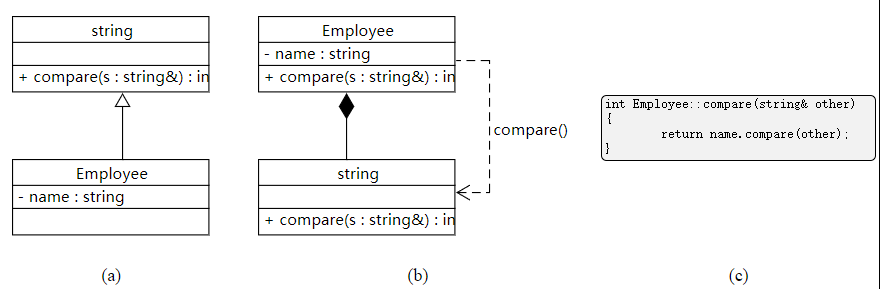 string
+ compare(s : string&) : in
Employee
- name : string
(a)
Employee
- name : string
+ compare(s : string&) : in
compare()
string
+ compare(s : string&) : in
(b)
int Employee::compare(string& other)
{
return name.compare(other);
}
(c)